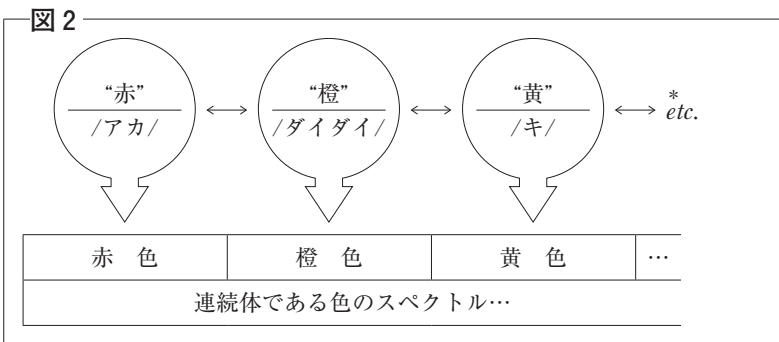 図2
“赤” “橙” “黄” *
/アカ/ /ダイダイ/ /キ/ etc.
赤 色 橙 色 黄 色 …
連続体である色のスペクトル…